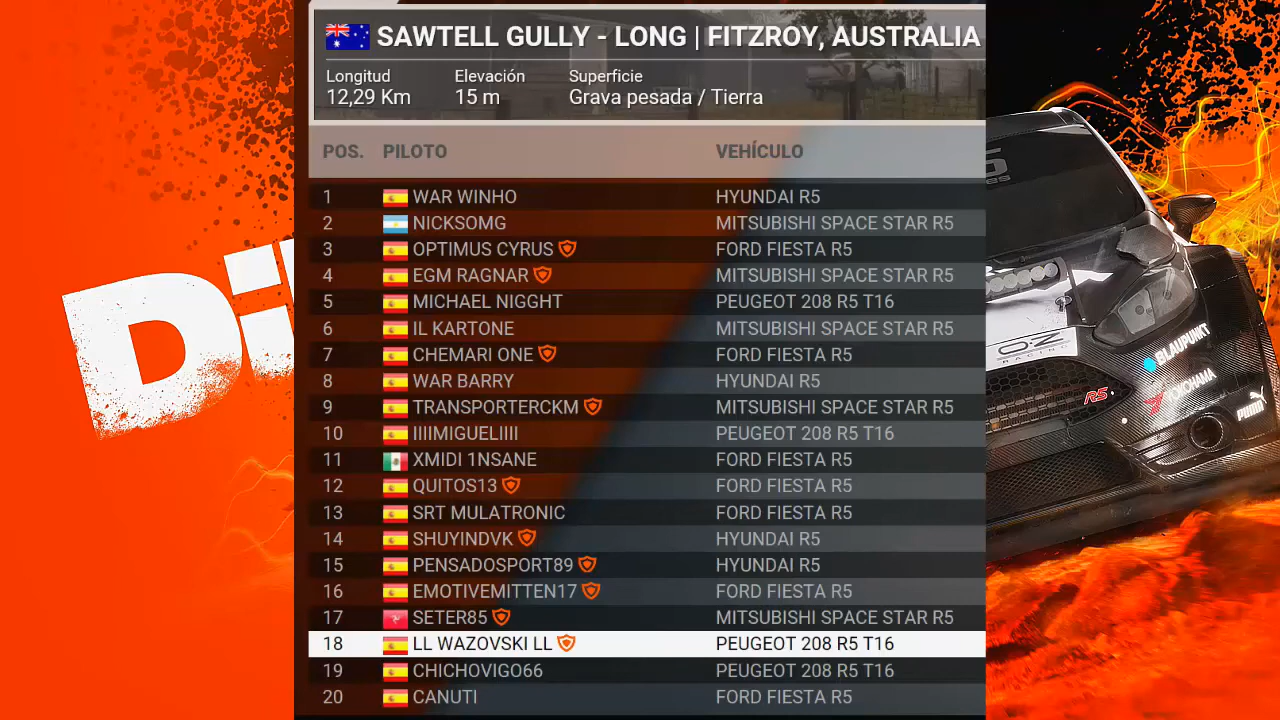 SAWTELL GULLY - LONG | FITZROY, AUSTRALIA
Longitud Elevación Superficie
12,29 Km 15 m Grava pesada / Tierra
POS. PILOTO VEHÍCULO
1 WAR WINHO HYUNDAI R5
2 NICKSOMG MITSUBISHI SPACE STAR R5
3 OPTIMUS CYRUS FORD FIESTA R5
4 EGM RAGNAR MITSUBISHI SPACE STAR R5
5 MICHAEL NIGGHT PEUGEOT 208 R5 T16
6 IL KARTONE MITSUBISHI SPACE STAR R5
7 CHEMARI ONE FORD FIESTA R5
8 WAR BARRY HYUNDAI R5
9 TRANSPORTERCKM MITSUBISHI SPACE STAR R5
10 IIIIMIGUELIIII PEUGEOT 208 R5 T16
11 XMIDI 1NSANE FORD FIESTA R5
12 QUITOS13 FORD FIESTA R5
13 SRT MULATRONIC FORD FIESTA R5
14 SHUYINDVK HYUNDAI R5
15 PENSADOSPORT89 HYUNDAI R5
16 EMOTIVEMITTEN17 FORD FIESTA R5
17 SETER85 MITSUBISHI SPACE STAR R5
18 LL WAZOVSKI LL PEUGEOT 208 R5 T16
19 CHICHOVIGO66 PEUGEOT 208 R5 T16
20 CANUTI FORD FIESTA R5
Di
OZ
RACING
BLAUPUNKT
YOKOHAMA
R5
PUMA